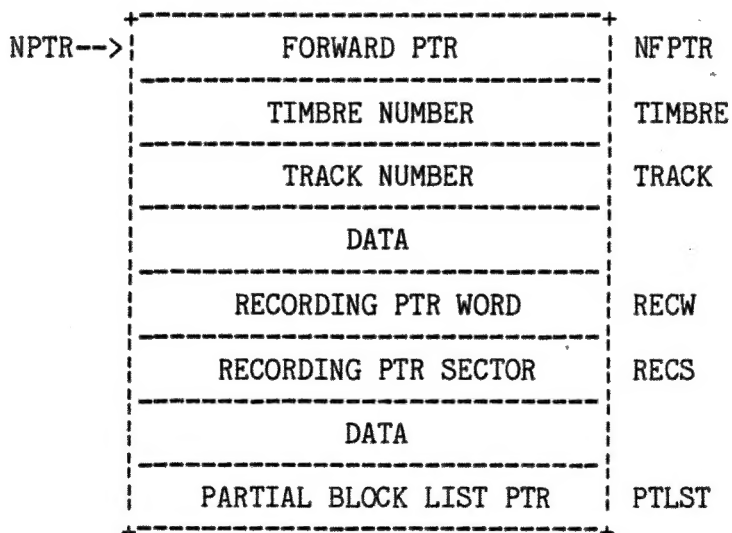 NPTR--> FORWARD PTR NFPTR
TIMBRE NUMBER TIMBRE
TRACK NUMBER TRACK
DATA
RECORDING PTR WORD RECW
RECORDING PTR SECTOR RECS
DATA
PARTIAL BLOCK LIST PTR PTLST